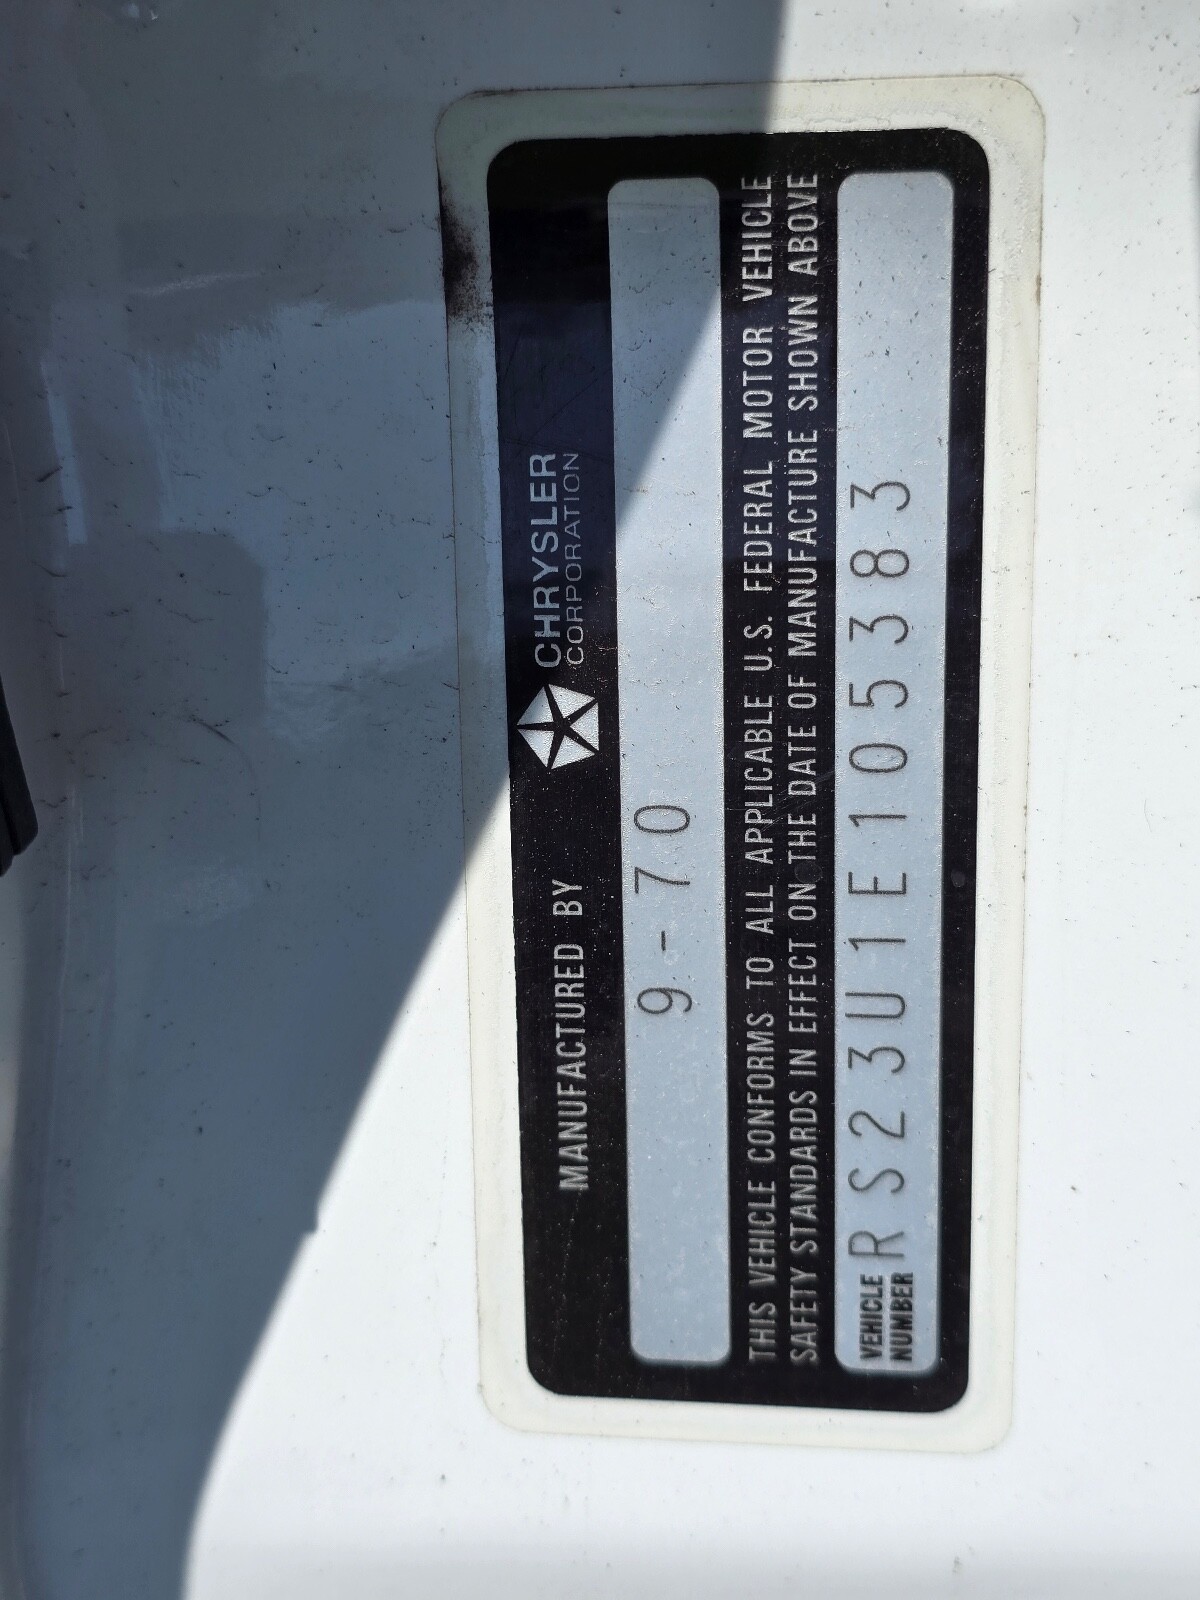 MANUFACTURED BY CHRYSLER
CORPORATION
9-70
THIS VEHICLE CONFORMS TO ALL APPLICABLE U.S. FEDERAL MOTOR VEHICLE
SAFETY STANDARDS IN EFFECT ON THE DATE OF MANUFACTURE SHOWN ABOVE
VEHICLE
NUMBER RS23U1E105383